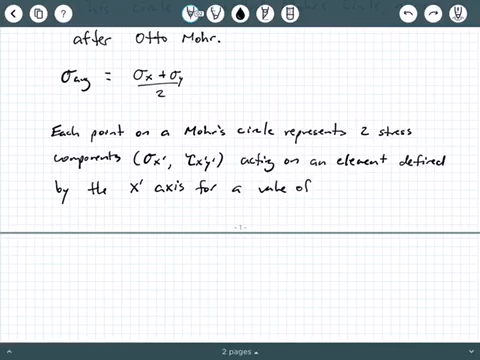 after Otto Mohr.
σavg = σx + σy / 2
Each point on a Mohr's circle represents 2 stress
components (σx', τx'y') acting on an element defined
by the x' axis for a value of
- 1 -
2 pages